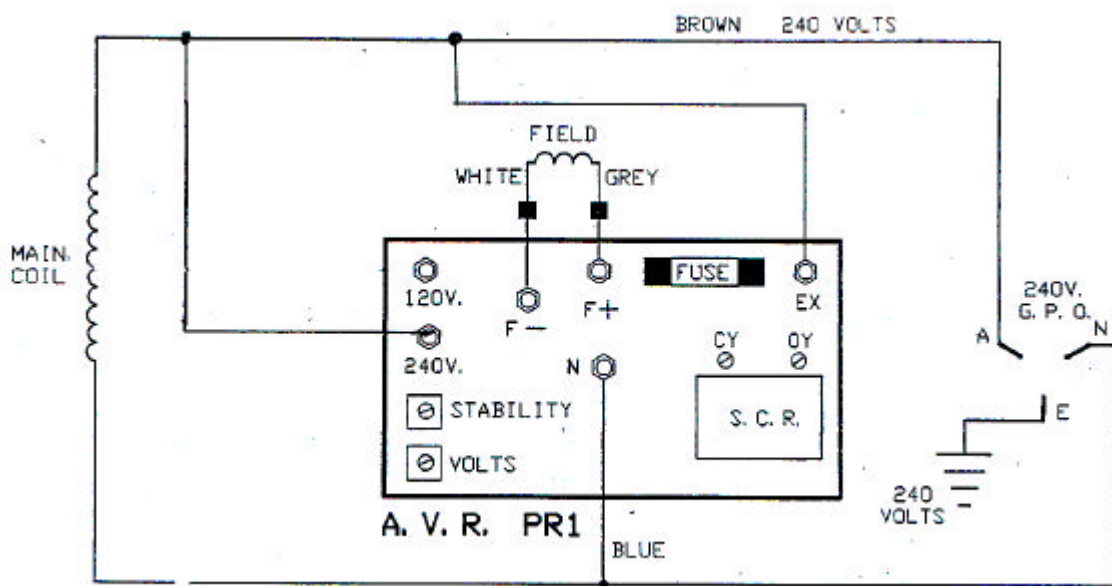 BROWN 240 VOLTS
FIELD
WHITE GREY
MAIN.
COIL
FUSE
120V.
F- F+ EX
240V.
G. P. O.
A N
CY OY
240V.
N
E
STABILITY
S. C. R.
VOLTS
240
VOLTS
A. V. R. PR1
BLUE